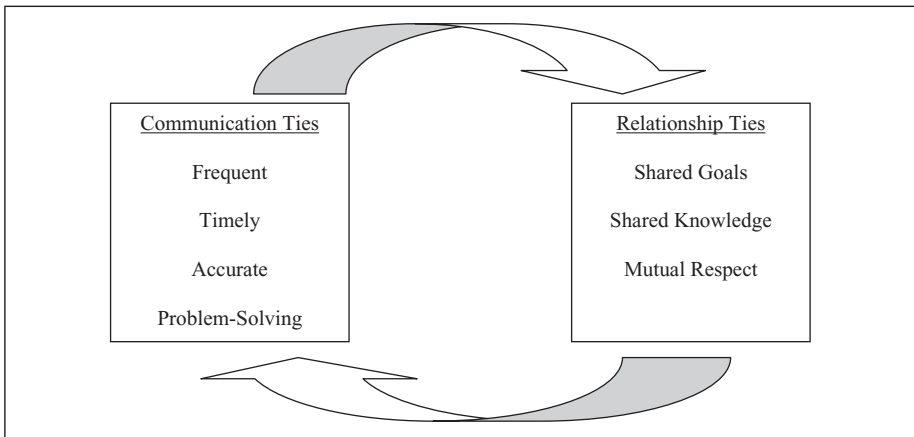 Communication Ties
Frequent
Timely
Accurate
Problem-Solving
Relationship Ties
Shared Goals
Shared Knowledge
Mutual Respect